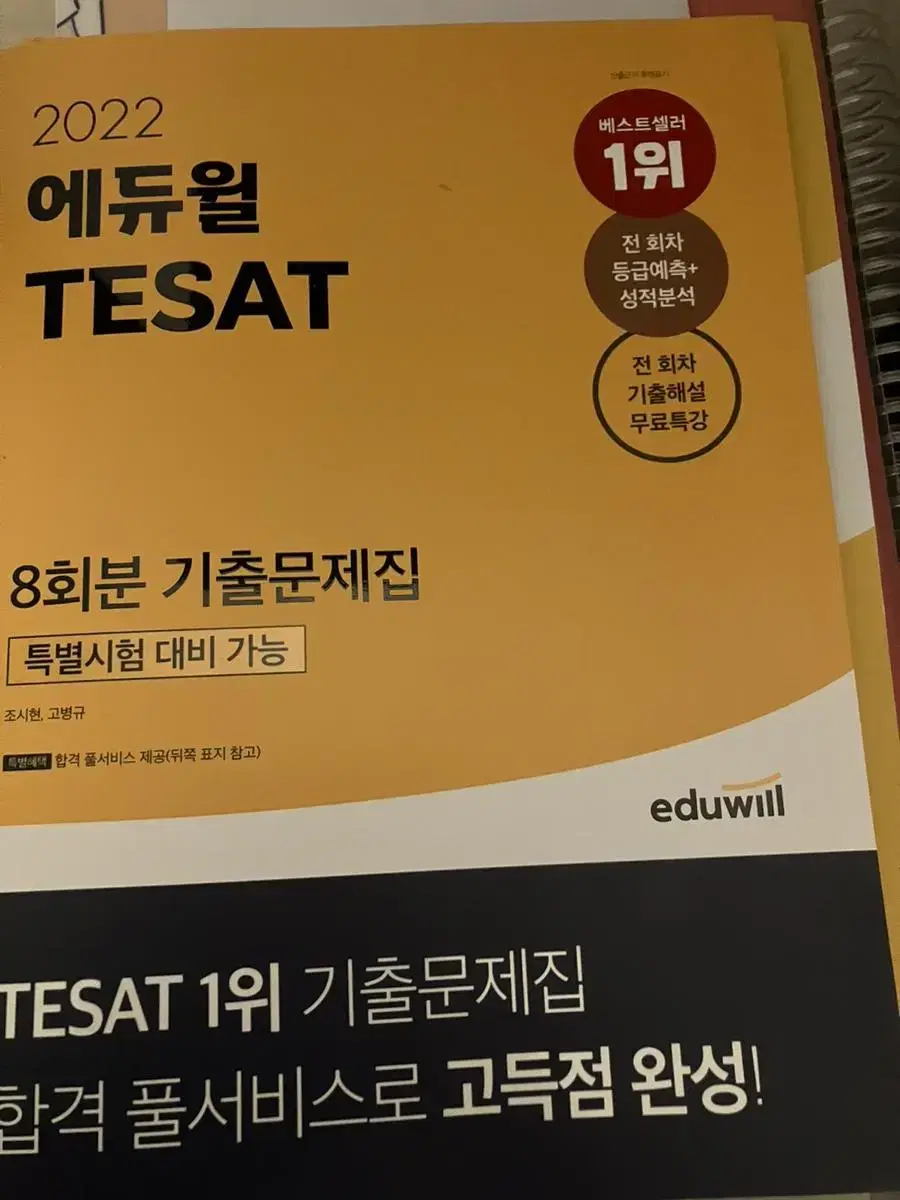 2022
에듀윌
TESAT
베스트셀러
1위
전 회차
등급예측+
성적분석
전 회차
기출해설
무료특강
8회분 기출문제집
특별시험 대비 가능
조시현, 고병규
특별혜택 합격 풀서비스 제공(뒤쪽 표지 참고)
eduwill
TESAT 1위 기출문제집
합격 풀서비스로 고득점 완성!